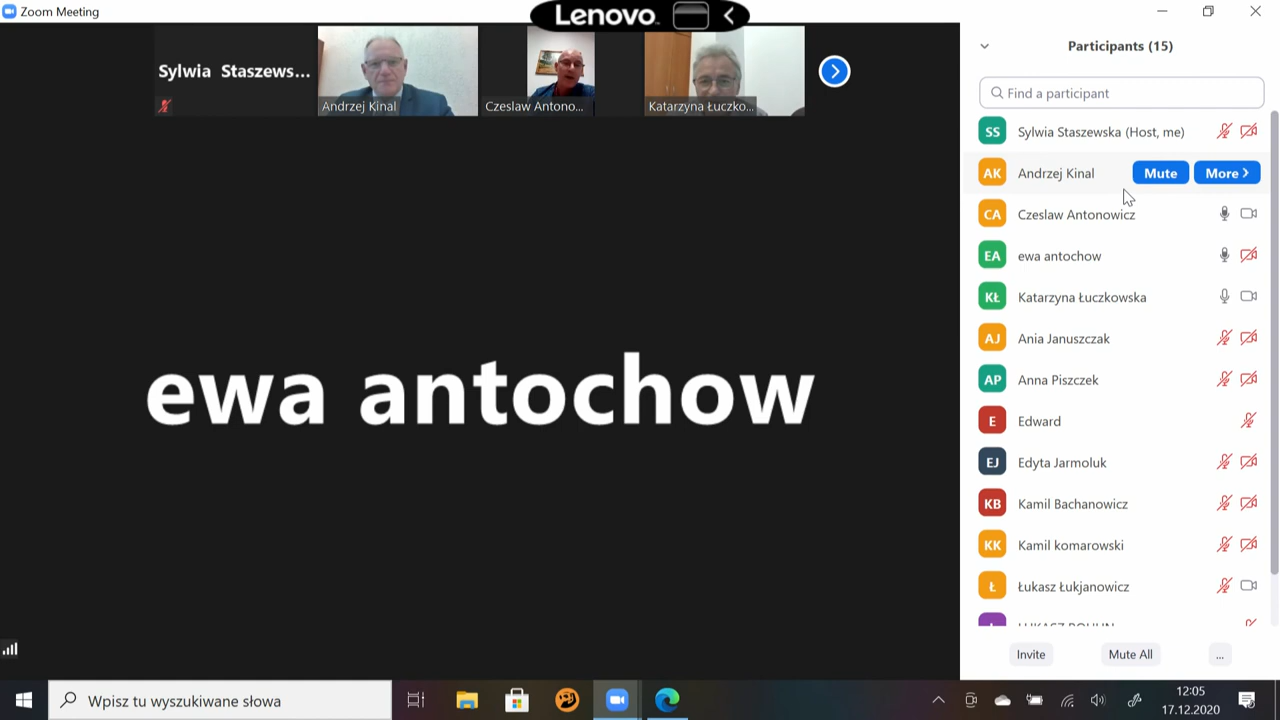 Zoom Meeting
Lenovo
Sylwia Staszews...
Andrzej Kinal
Czeslaw Antono...
Katarzyna Łuczko...
ewa antochow
Participants (15)
Find a participant
SS Sylwia Staszewska (Host, me)
AK Andrzej Kinal Mute More
CA Czeslaw Antonowicz
EA ewa antochow
KŁ Katarzyna Łuczkowska
AJ Ania Januszczak
AP Anna Piszczek
E Edward
EJ Edyta Jarmoluk
KB Kamil Bachanowicz
KK Kamil komarowski
Ł Łukasz Łukjanowicz
Invite Mute All ...
Wpisz tu wyszukiwane słowa
12:05
17.12.2020